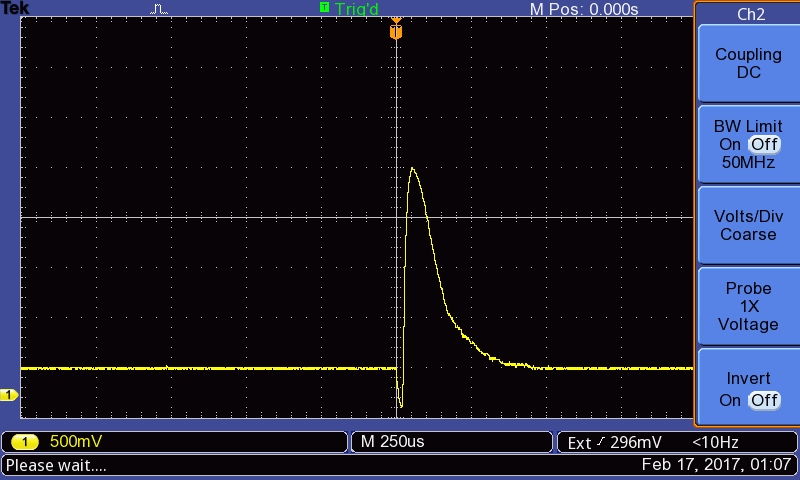 Tek
T Trig'd
M Pos: 0.000s
T
1
Ch2
Coupling
DC
BW Limit
On Off
50MHz
Volts/Div
Coarse
Probe
1X
Voltage
Invert
On Off
1 500mV
M 250us
Ext 296mV
<10Hz
Please wait....
Feb 17, 2017, 01:07